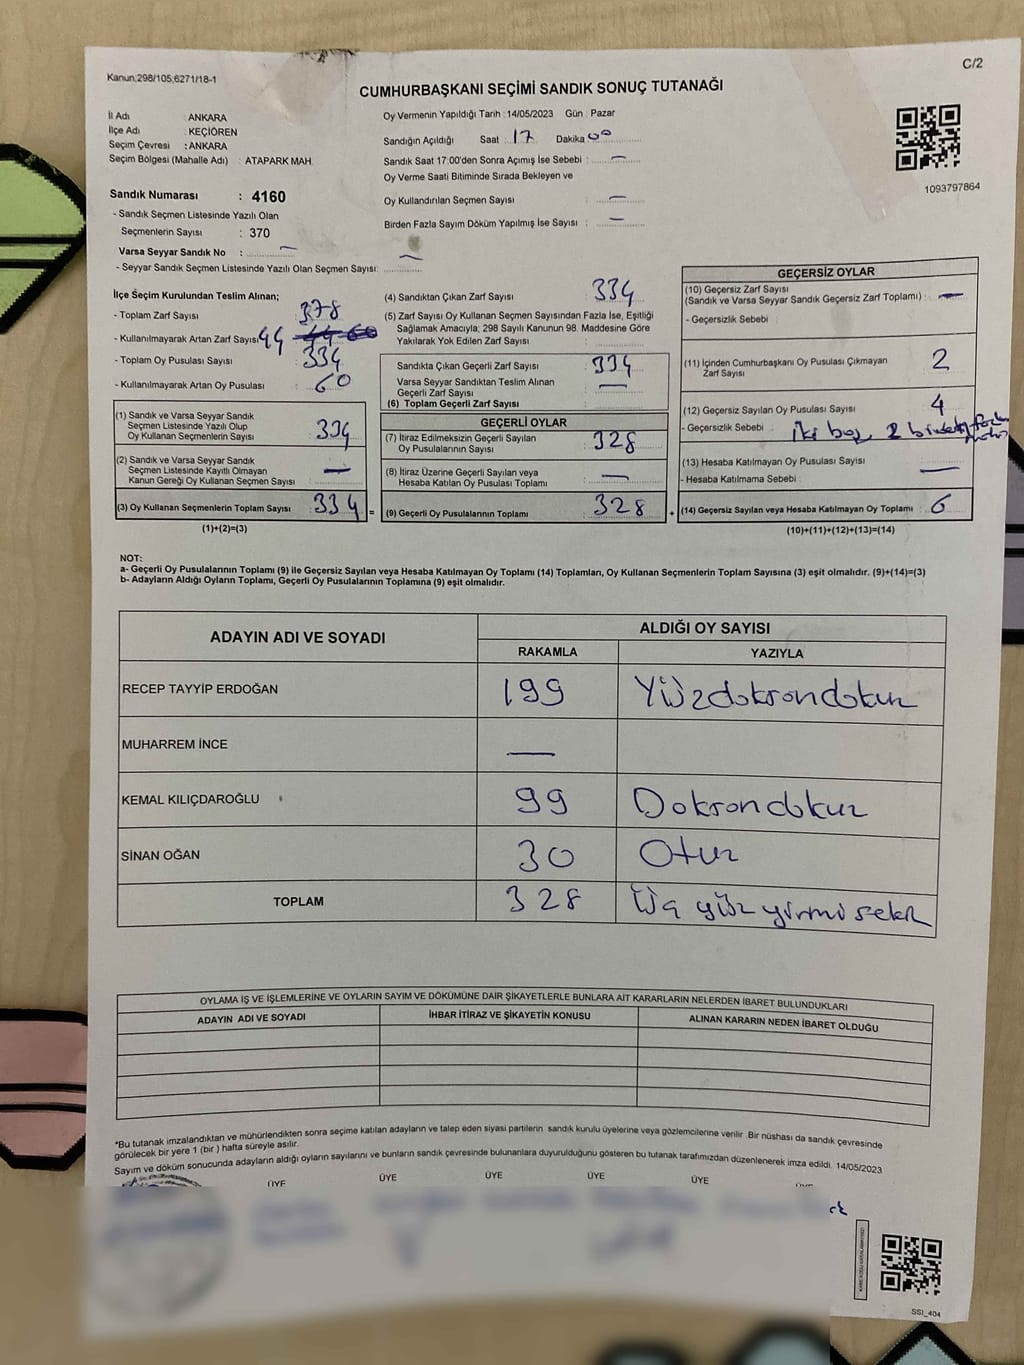 Kanun;298/105;6271/18-1
C/2
CUMHURBAŞKANI SEÇİMİ SANDIK SONUÇ TUTANAĞI
İl Adı : ANKARA
İlçe Adı : KEÇİÖREN
Seçim Çevresi : ANKARA
Seçim Bölgesi (Mahalle Adı) : ATAPARK MAH.
Oy Vermenin Yapıldığı Tarih : 14/05/2023 Gün : Pazar
Sandığın Açıldığı Saat 17 Dakika 00
Sandık Saat 17:00'den Sonra Açımış İse Sebebi : —
Oy Verme Saati Bitiminde Sırada Bekleyen ve
Oy Kullandırılan Seçmen Sayısı : —
Birden Fazla Sayım Döküm Yapılmış İse Sayısı : —
1093797864
Sandık Numarası : 4160
- Sandık Seçmen Listesinde Yazılı Olan
Seçmenlerin Sayısı : 370
Varsa Seyyar Sandık No : —
- Seyyar Sandık Seçmen Listesinde Yazılı Olan Seçmen Sayısı: —
İlçe Seçim Kurulundan Teslim Alınan;
- Toplam Zarf Sayısı : 378
- Kullanılmayarak Artan Zarf Sayısı 44
- Toplam Oy Pusulası Sayısı : 334
- Kullanılmayarak Artan Oy Pusulası : 60
(1) Sandık ve Varsa Seyyar Sandık
Seçmen Listesinde Yazılı Olup
Oy Kullanan Seçmenlerin Sayısı : 334
(2) Sandık ve Varsa Seyyar Sandık
Seçmen Listesinde Kayıtlı Olmayan
Kanun Gereği Oy Kullanan Seçmen Sayısı : —
(3) Oy Kullanan Seçmenlerin Toplam Sayısı : 334 =
(1)+(2)=(3)
(4) Sandıktan Çıkan Zarf Sayısı : 334
(5) Zarf Sayısı Oy Kullanan Seçmen Sayısından Fazla İse, Eşitliği
Sağlamak Amacıyla; 298 Sayılı Kanunun 98. Maddesine Göre
Yakılarak Yok Edilen Zarf Sayısı :
Sandıkta Çıkan Geçerli Zarf Sayısı : 334
Varsa Seyyar Sandıktan Teslim Alınan
Geçerli Zarf Sayısı : —
(6) Toplam Geçerli Zarf Sayısı :
GEÇERLİ OYLAR
(7) İtiraz Edilmeksizin Geçerli Sayılan
Oy Pusulalarının Sayısı : 328
(8) İtiraz Üzerine Geçerli Sayılan veya
Hesaba Katılan Oy Pusulası Toplamı : —
(9) Geçerli Oy Pusulalarının Toplamı : 328 +
GEÇERSİZ OYLAR
(10) Geçersiz Zarf Sayısı
(Sandık ve Varsa Seyyar Sandık Geçersiz Zarf Toplamı) : —
- Geçersizlik Sebebi :
(11) İçinden Cumhurbaşkanı Oy Pusulası Çıkmayan
Zarf Sayısı : 2
(12) Geçersiz Sayılan Oy Pusulası Sayısı : 4
- Geçersizlik Sebebi : iki boş, 2 birden fazla
(13) Hesaba Katılmayan Oy Pusulası Sayısı : —
- Hesaba Katılmama Sebebi :
(14) Geçersiz Sayılan veya Hesaba Katılmayan Oy Toplamı : 6
(10)+(11)+(12)+(13)=(14)
NOT:
a- Geçerli Oy Pusulalarının Toplamı (9) ile Geçersiz Sayılan veya Hesaba Katılmayan Oy Toplamı (14) Toplamları, Oy Kullanan Seçmenlerin Toplam Sayısına (3) eşit olmalıdır. (9)+(14)=(3)
b- Adayların Aldığı Oyların Toplamı, Geçerli Oy Pusulalarının Toplamına (9) eşit olmalıdır.
ADAYIN ADI VE SOYADI
ALDIĞI OY SAYISI
RAKAMLA YAZIYLA
RECEP TAYYİP ERDOĞAN 199 Yüzdoksondokuz
MUHARREM İNCE —
KEMAL KILIÇDAROĞLU 99 Doksondokuz
SİNAN OĞAN 30 Otuz
TOPLAM 328 Üç yüz yirmi sekiz
OYLAMA İŞ VE İŞLEMLERİNE VE OYLARIN SAYIM VE DÖKÜMÜNE DAİR ŞİKAYETLERLE BUNLARA AİT KARARLARIN NELERDEN İBARET BULUNDUKLARI
ADAYIN ADI VE SOYADI İHBAR İTİRAZ VE ŞİKAYETİN KONUSU ALINAN KARARIN NEDEN İBARET OLDUĞU
*Bu tutanak imzalandıktan ve mühürlendikten sonra seçime katılan adayların ve talep eden siyasi partilerin sandık kurulu üyelerine veya gözlemcilerine verilir. Bir nüshası da sandık çevresinde
görülecek bir yere 1 (bir ) hafta süreyle asılır.
Sayım ve döküm sonucunda adayların aldığı oyların sayılarını ve bunların sandık çevresinde bulunanlara duyurulduğunu gösteren bu tutanak tarafımızdan düzenlenerek imza edildi. 14/05/2023
ÜYE ÜYE ÜYE ÜYE ÜYE
SSI_404